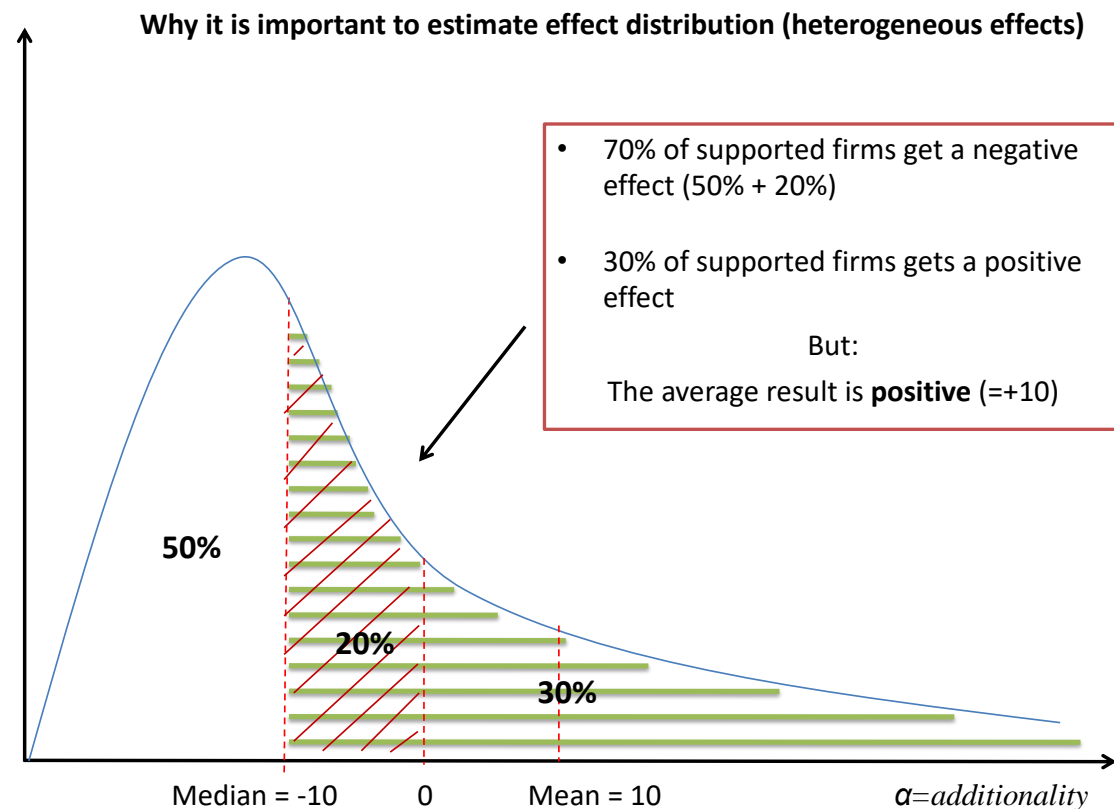 Why it is important to estimate effect distribution (heterogeneous effects)
• 70% of supported firms get a negative
effect (50% + 20%)
• 30% of supported firms gets a positive
effect
But:
The average result is positive (=+10)
50%
20%
30%
Median = -10
0
Mean = 10
α=additionality